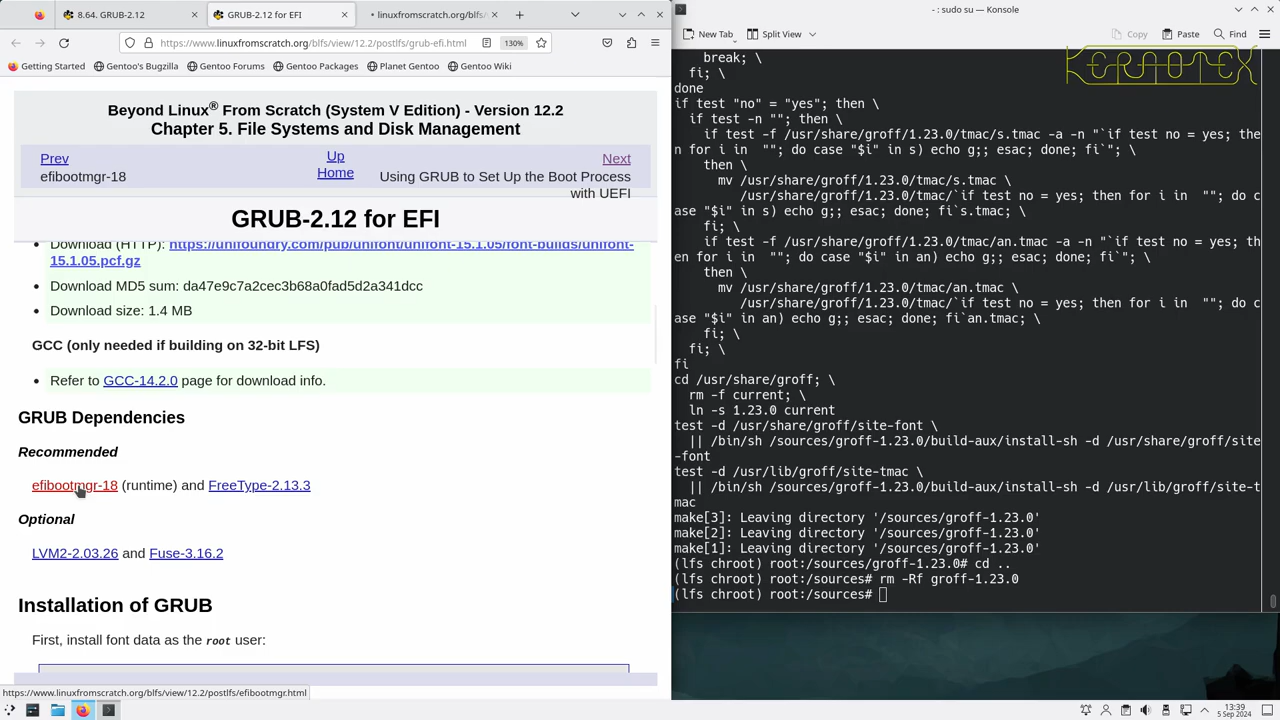 8.64. GRUB-2.12
GRUB-2.12 for EFI
linuxfromscratch.org/blfs/
https://www.linuxfromscratch.org/blfs/view/12.2/postlfs/grub-efi.html
130%
Getting Started
Gentoo's Bugzilla
Gentoo Forums
Gentoo Packages
Planet Gentoo
Gentoo Wiki
Beyond Linux® From Scratch (System V Edition) - Version 12.2
Chapter 5. File Systems and Disk Management
Prev
Up
Next
efibootmgr-18
Home
Using GRUB to Set Up the Boot Process
with UEFI
GRUB-2.12 for EFI
Download (HTTP): https://unifoundry.com/pub/unifont/unifont-15.1.05/font-builds/unifont-
15.1.05.pcf.gz
Download MD5 sum: da47e9c7a2cec3b68a0fad5d2a341dcc
Download size: 1.4 MB
GCC (only needed if building on 32-bit LFS)
Refer to GCC-14.2.0 page for download info.
GRUB Dependencies
Recommended
efibootmgr-18 (runtime) and FreeType-2.13.3
Optional
LVM2-2.03.26 and Fuse-3.16.2
Installation of GRUB
First, install font data as the root user:
https://www.linuxfromscratch.org/blfs/view/12.2/postlfs/efibootmgr.html
- : sudo su — Konsole
New Tab
Split View
Copy
Paste
Find
KERNOTEX
break; \
fi; \
done
if test "no" = "yes"; then \
if test -n ""; then \
if test -f /usr/share/groff/1.23.0/tmac/s.tmac -a -n "`if test no = yes; the
n for i in  ""; do case "$i" in s) echo g;; esac; done; fi`"; \
then \
mv /usr/share/groff/1.23.0/tmac/s.tmac \
/usr/share/groff/1.23.0/tmac/`if test no = yes; then for i in  ""; do c
ase "$i" in s) echo g;; esac; done; fi`s.tmac; \
fi; \
if test -f /usr/share/groff/1.23.0/tmac/an.tmac -a -n "`if test no = yes; th
en for i in  ""; do case "$i" in an) echo g;; esac; done; fi`"; \
then \
mv /usr/share/groff/1.23.0/tmac/an.tmac \
/usr/share/groff/1.23.0/tmac/`if test no = yes; then for i in  ""; do c
ase "$i" in an) echo g;; esac; done; fi`an.tmac; \
fi; \
fi; \
fi
cd /usr/share/groff; \
rm -f current; \
ln -s 1.23.0 current
test -d /usr/share/groff/site-font \
|| /bin/sh /sources/groff-1.23.0/build-aux/install-sh -d /usr/share/groff/site
-font
test -d /usr/lib/groff/site-tmac \
|| /bin/sh /sources/groff-1.23.0/build-aux/install-sh -d /usr/lib/groff/site-t
mac
make[3]: Leaving directory '/sources/groff-1.23.0'
make[2]: Leaving directory '/sources/groff-1.23.0'
make[1]: Leaving directory '/sources/groff-1.23.0'
(lfs chroot) root:/sources/groff-1.23.0# cd ..
(lfs chroot) root:/sources# rm -Rf groff-1.23.0
(lfs chroot) root:/sources#
13:39
5 Sep 2024